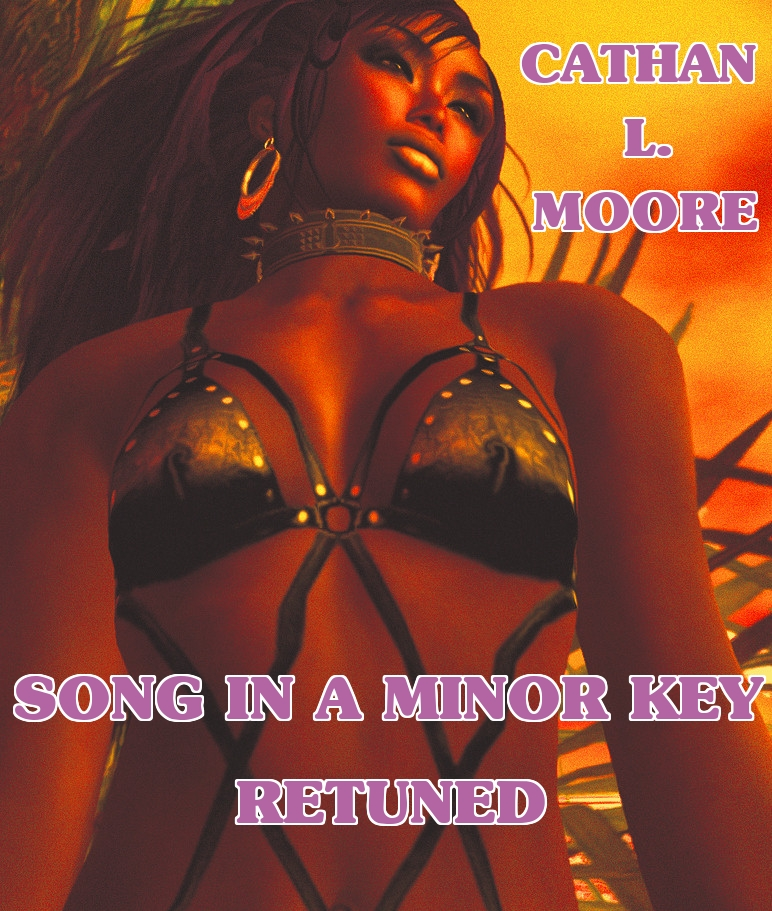 CATHAN
L.
MOORE
SONG IN A MINOR KEY
RETUNED